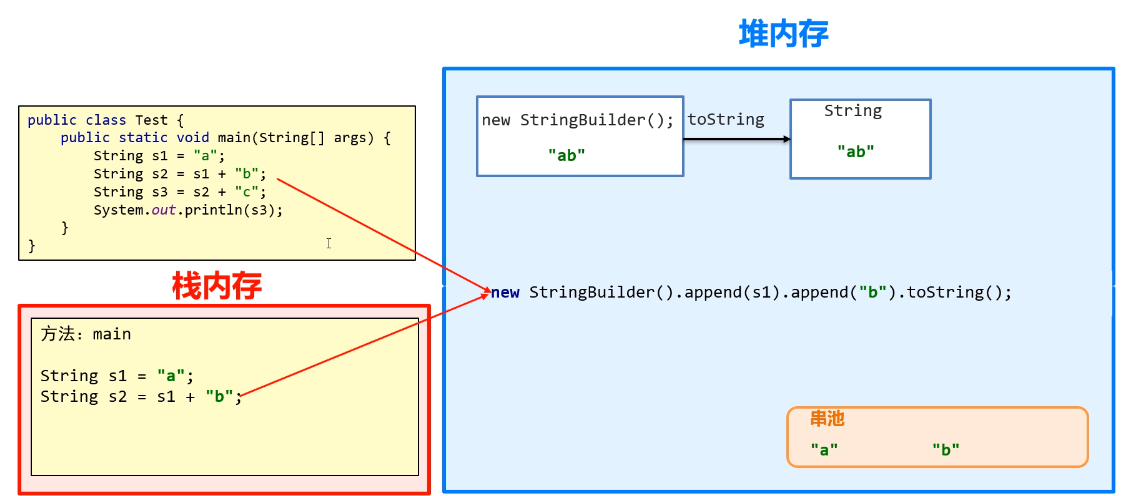 堆内存
public class Test {
    public static void main(String[] args) {
        String s1 = "a";
        String s2 = s1 + "b";
        String s3 = s2 + "c";
        System.out.println(s3);
    }
}
new StringBuilder();
"ab"
toString
String
"ab"
new StringBuilder().append(s1).append("b").toString();
栈内存
方法：main
String s1 = "a";
String s2 = s1 + "b";
串池
"a" "b"